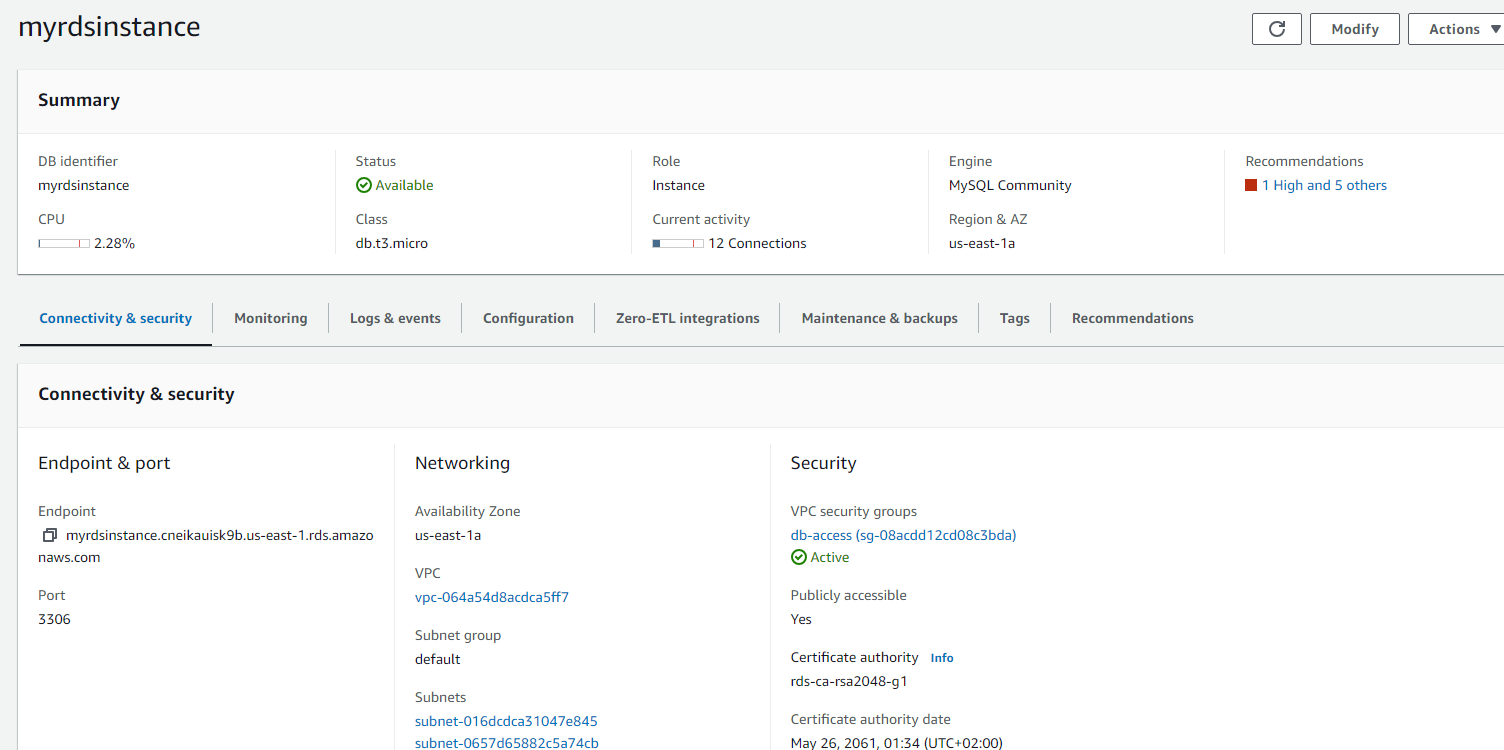 myrdsinstance
Modify
Actions
Summary
DB identifier
myrdsinstance
Status
Available
Role
Instance
Engine
MySQL Community
Recommendations
1 High and 5 others
CPU
2.28%
Class
db.t3.micro
Current activity
12 Connections
Region & AZ
us-east-1a
Connectivity & security
Monitoring
Logs & events
Configuration
Zero-ETL integrations
Maintenance & backups
Tags
Recommendations
Connectivity & security
Endpoint & port
Endpoint
myrdsinstance.cneikauisk9b.us-east-1.rds.amazo
naws.com
Port
3306
Networking
Availability Zone
us-east-1a
VPC
vpc-064a54d8acdca5ff7
Subnet group
default
Subnets
subnet-016dcdca31047e845
subnet-0657d65882c5a74cb
Security
VPC security groups
db-access (sg-08acdd12cd08c3bda)
Active
Publicly accessible
Yes
Certificate authority Info
rds-ca-rsa2048-g1
Certificate authority date
May 26, 2061, 01:34 (UTC+02:00)